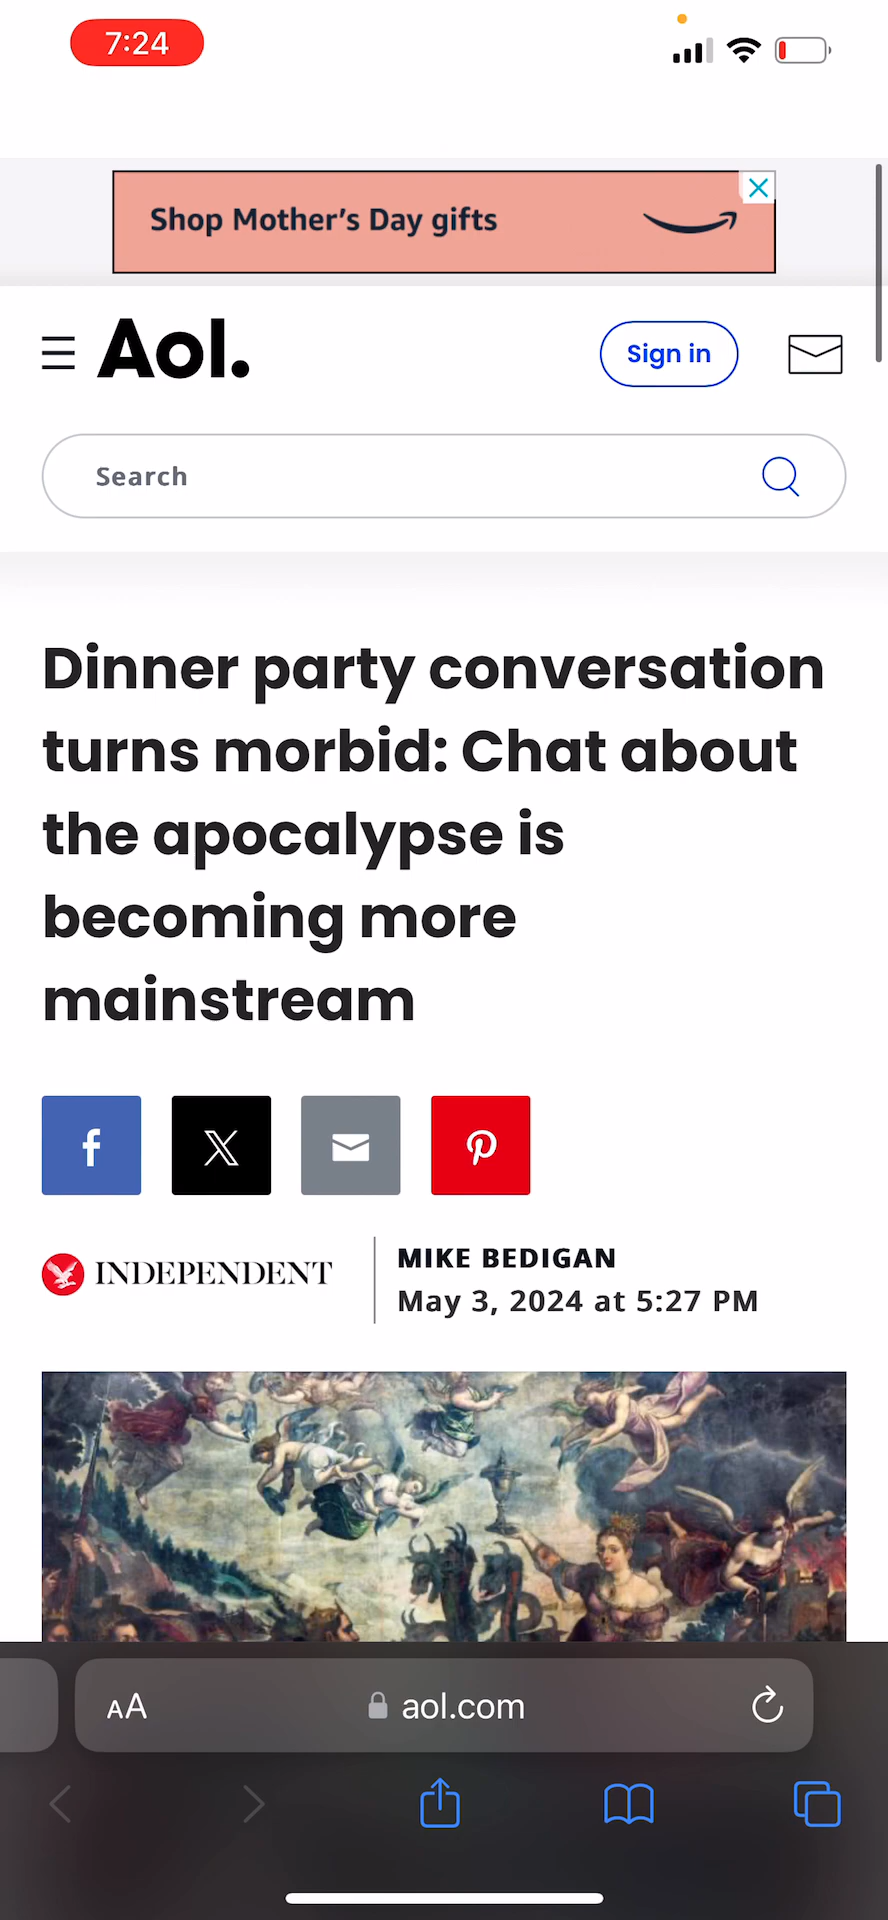 7:24
Shop Mother's Day gifts
Aol.
Sign in
Search
Dinner party conversation
turns morbid: Chat about
the apocalypse is
becoming more
mainstream
INDEPENDENT
MIKE BEDIGAN
May 3, 2024 at 5:27 PM
AA
aol.com